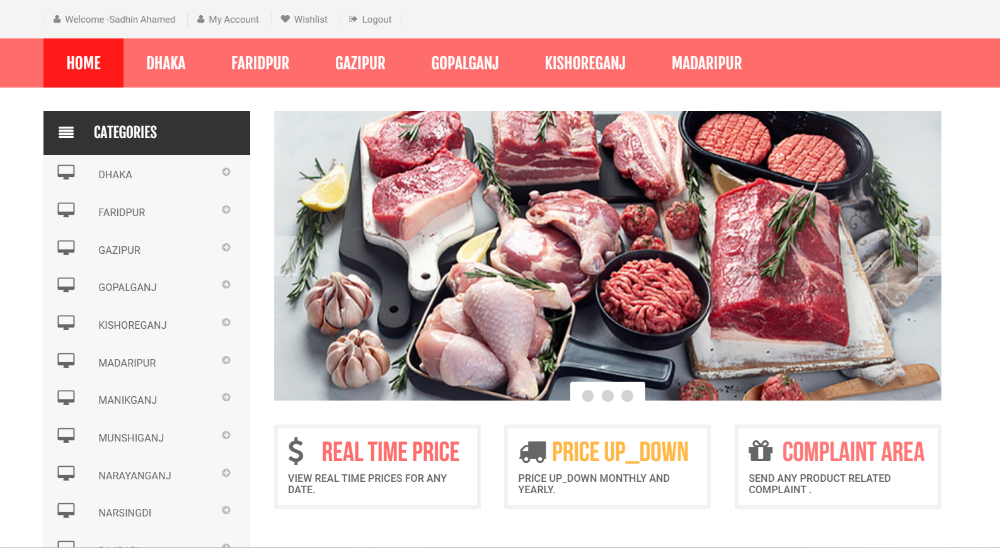 Welcome -Sadhin Ahamed
My Account
Wishlist
Logout
HOME
DHAKA
FARIDPUR
GAZIPUR
GOPALGANJ
KISHOREGANJ
MADARIPUR
CATEGORIES
DHAKA
FARIDPUR
GAZIPUR
GOPALGANJ
KISHOREGANJ
MADARIPUR
MANIKGANJ
MUNSHIGANJ
NARAYANGANJ
NARSINGDI
REAL TIME PRICE
VIEW REAL TIME PRICES FOR ANY
DATE.
PRICE UP_DOWN
PRICE UP_DOWN MONTHLY AND
YEARLY.
COMPLAINT AREA
SEND ANY PRODUCT RELATED
COMPLAINT .